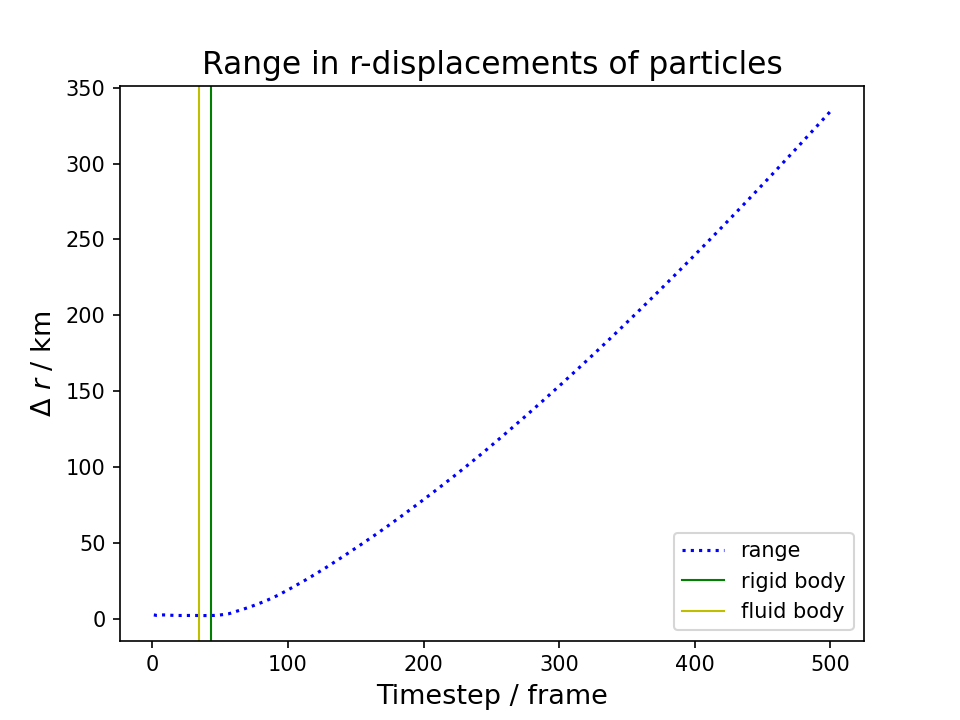 Range in r-displacements of particles
350
300
250
200
150
100
50
0
Δ r / km
0 100 200 300 400 500
Timestep / frame
range
rigid body
fluid body